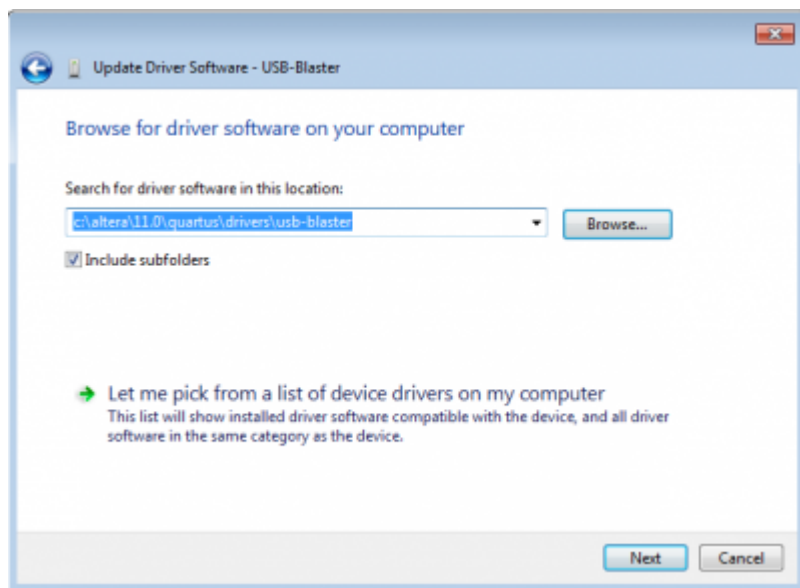 Update Driver Software - USB-Blaster
Browse for driver software on your computer
Search for driver software in this location:
c:\altera\11.0\quartus\drivers\usb-blaster
Browse...
Include subfolders
Let me pick from a list of device drivers on my computer
This list will show installed driver software compatible with the device, and all driver
software in the same category as the device.
Next
Cancel